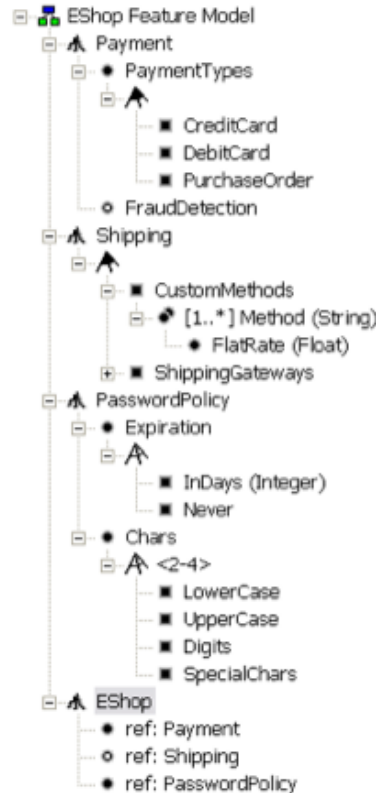 EShop Feature Model
Payment
PaymentTypes
CreditCard
DebitCard
PurchaseOrder
FraudDetection
Shipping
CustomMethods
[1..*] Method (String)
FlatRate (Float)
ShippingGateways
PasswordPolicy
Expiration
InDays (Integer)
Never
Chars
<2-4>
LowerCase
UpperCase
Digits
SpecialChars
EShop
ref: Payment
ref: Shipping
ref: PasswordPolicy